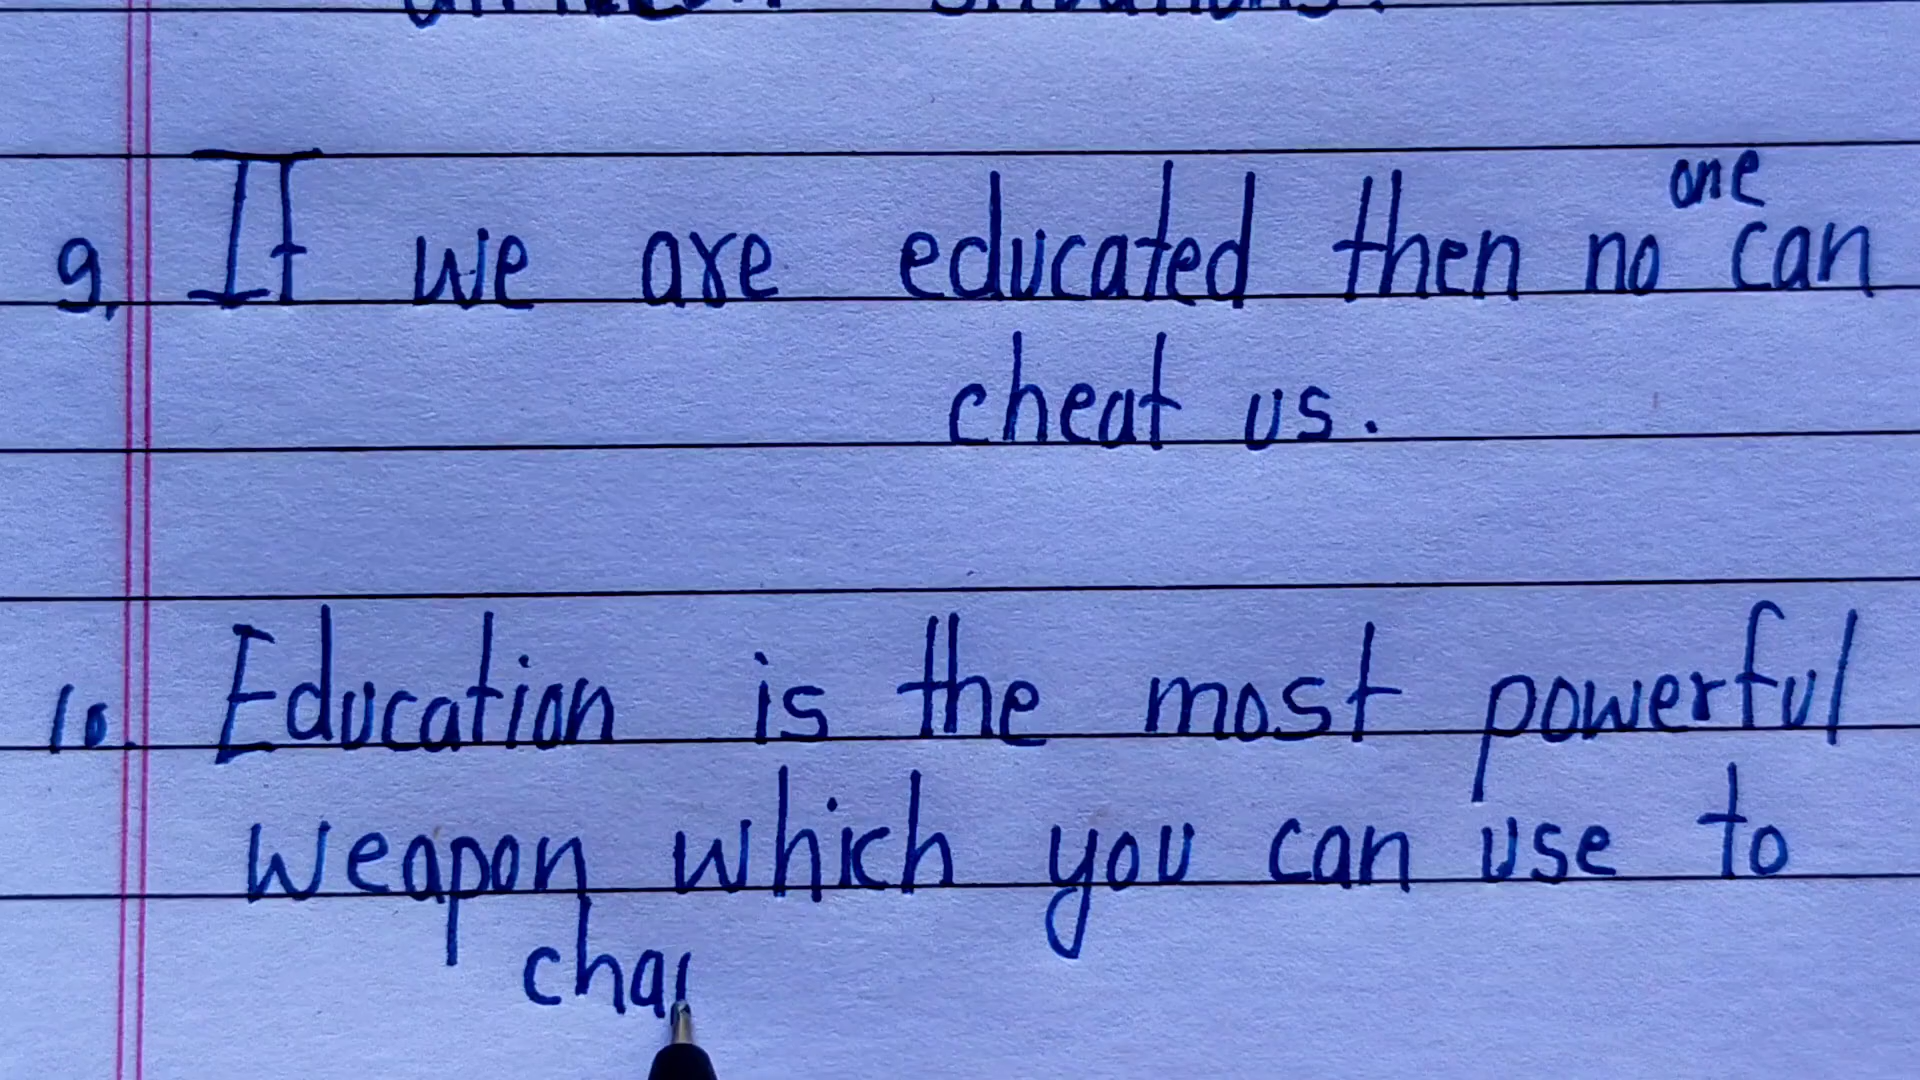 situations.
one
9. If we are educated then no can
cheat us.
10. Education is the most powerful
weapon which you can use to
cha